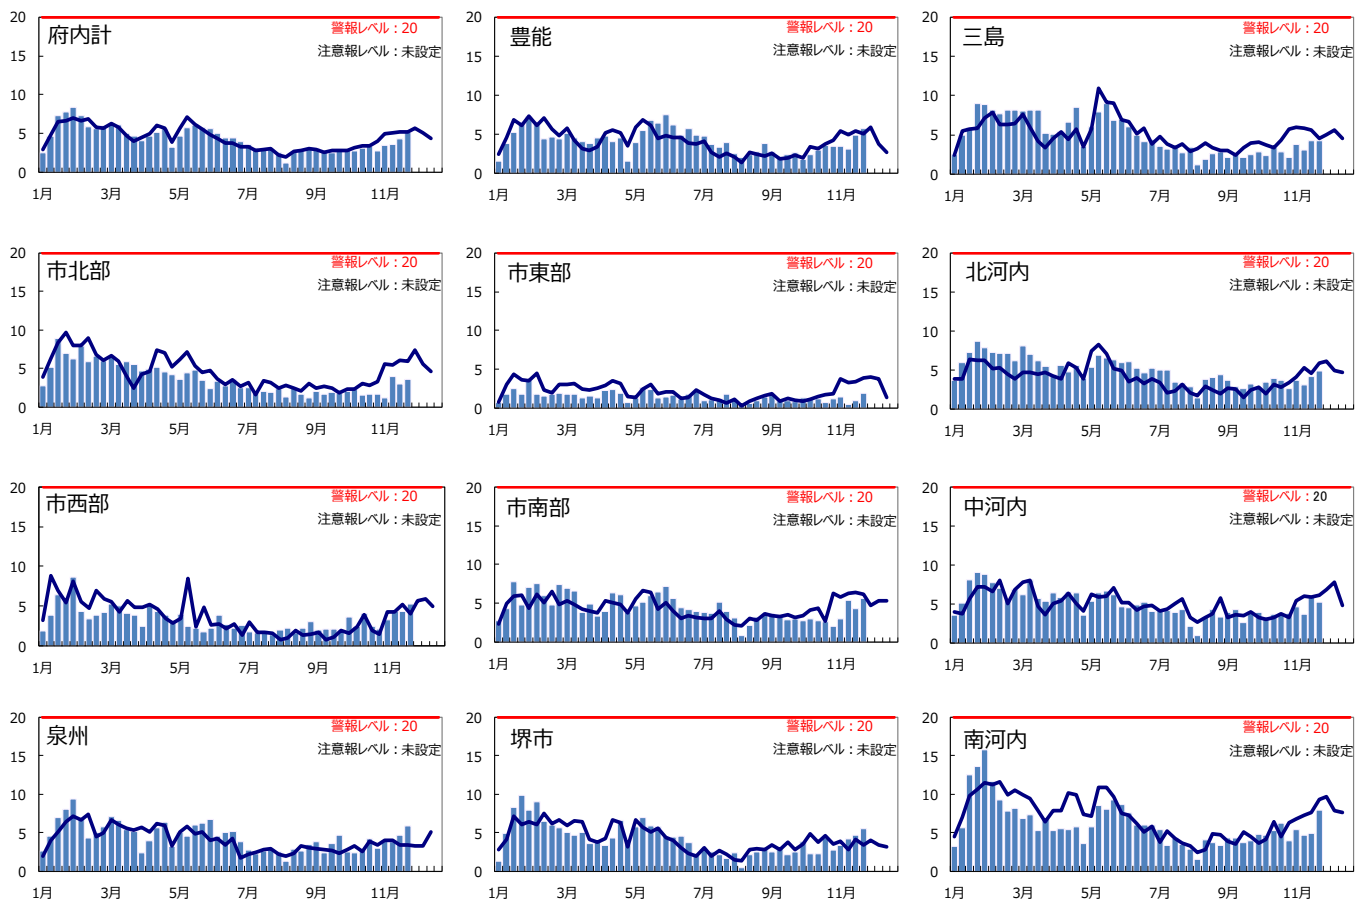 府内計
警報レベル：20
注意報レベル：未設定
20
15
10
5
0
1月 3月 5月 7月 9月 11月
豊能
警報レベル：20
注意報レベル：未設定
20
15
10
5
0
1月 3月 5月 7月 9月 11月
三島
警報レベル：20
注意報レベル：未設定
20
15
10
5
0
1月 3月 5月 7月 9月 11月
市北部
警報レベル：20
注意報レベル：未設定
20
15
10
5
0
1月 3月 5月 7月 9月 11月
市東部
警報レベル：20
注意報レベル：未設定
20
15
10
5
0
1月 3月 5月 7月 9月 11月
北河内
警報レベル：20
注意報レベル：未設定
20
15
10
5
0
1月 3月 5月 7月 9月 11月
市西部
警報レベル：20
注意報レベル：未設定
20
15
10
5
0
1月 3月 5月 7月 9月 11月
市南部
警報レベル：20
注意報レベル：未設定
20
15
10
5
0
1月 3月 5月 7月 9月 11月
中河内
警報レベル：20
注意報レベル：未設定
20
15
10
5
0
1月 3月 5月 7月 9月 11月
泉州
警報レベル：20
注意報レベル：未設定
20
15
10
5
0
1月 3月 5月 7月 9月 11月
堺市
警報レベル：20
注意報レベル：未設定
20
15
10
5
0
1月 3月 5月 7月 9月 11月
南河内
警報レベル：20
注意報レベル：未設定
20
15
10
5
0
1月 3月 5月 7月 9月 11月